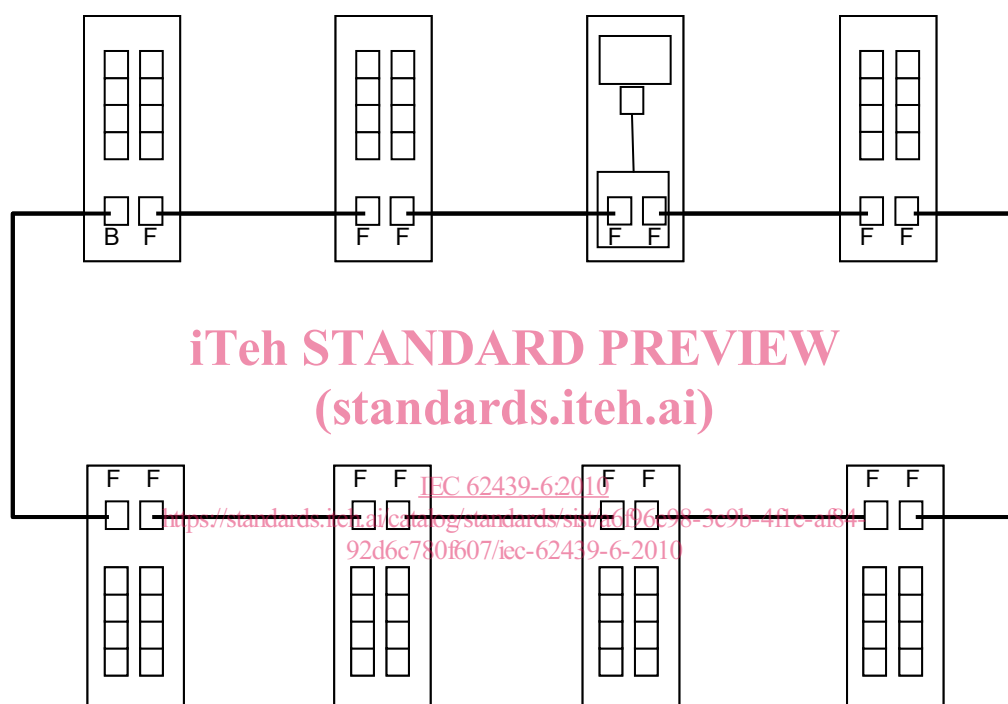 B F
F F
F F
F F
iTeh STANDARD PREVIEW
(standards.iteh.ai)
F F
F F
F F
F F
IEC 62439-6:2010
92d6c780f607/iec-62439-6-2010